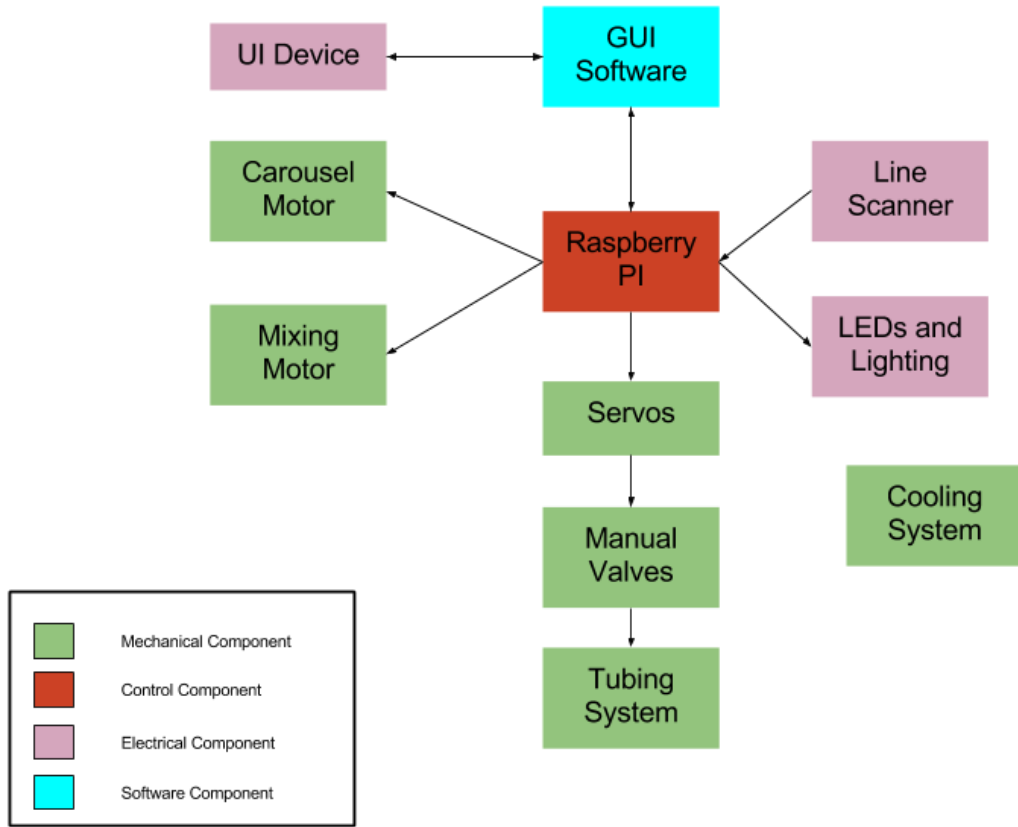 UI Device
GUI
Software
Carousel
Motor
Line
Scanner
Raspberry
PI
Mixing
Motor
LEDs and
Lighting
Servos
Cooling
System
Manual
Valves
Tubing
System
Mechanical Component
Control Component
Electrical Component
Software Component